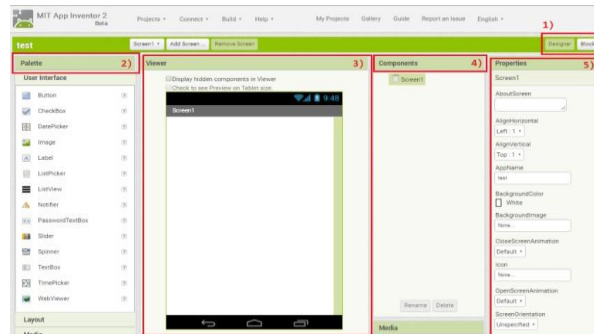 MIT App Inventor 2
Beta
Projects Connect Build Help My Projects Gallery Guide Report an Issue English
1)
test Screen1 Add Screen ... Remove Screen Designer Block
Palette 2) Viewer 3) Components 4) Properties 5)
User Interface
Button
CheckBox
DatePicker
Image
Label
ListPicker
ListView
Notifier
PasswordTextBox
Slider
Spinner
TextBox
TimePicker
WebViewer
Layout
Media
Display hidden components in Viewer
Check to see Preview on Tablet size.
9:48
Screen1
Screen1
Rename Delete
Media
Screen1
AboutScreen
AlignHorizontal
Left : 1
AlignVertical
Top : 1
AppName
test
BackgroundColor
White
BackgroundImage
None...
CloseScreenAnimation
Default
Icon
None...
OpenScreenAnimation
Default
ScreenOrientation
Unspecified